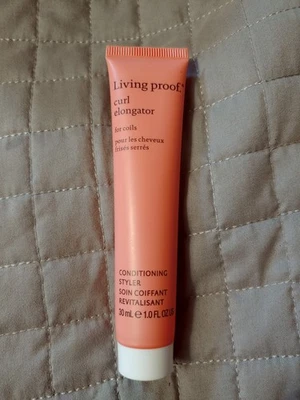 Living proof.
curl
elongator
for coils
pour les cheveux
frisés serrés
CONDITIONING
STYLER
SOIN COIFFANT
REVITALISANT
30 mL e 1.0 FL OZ US